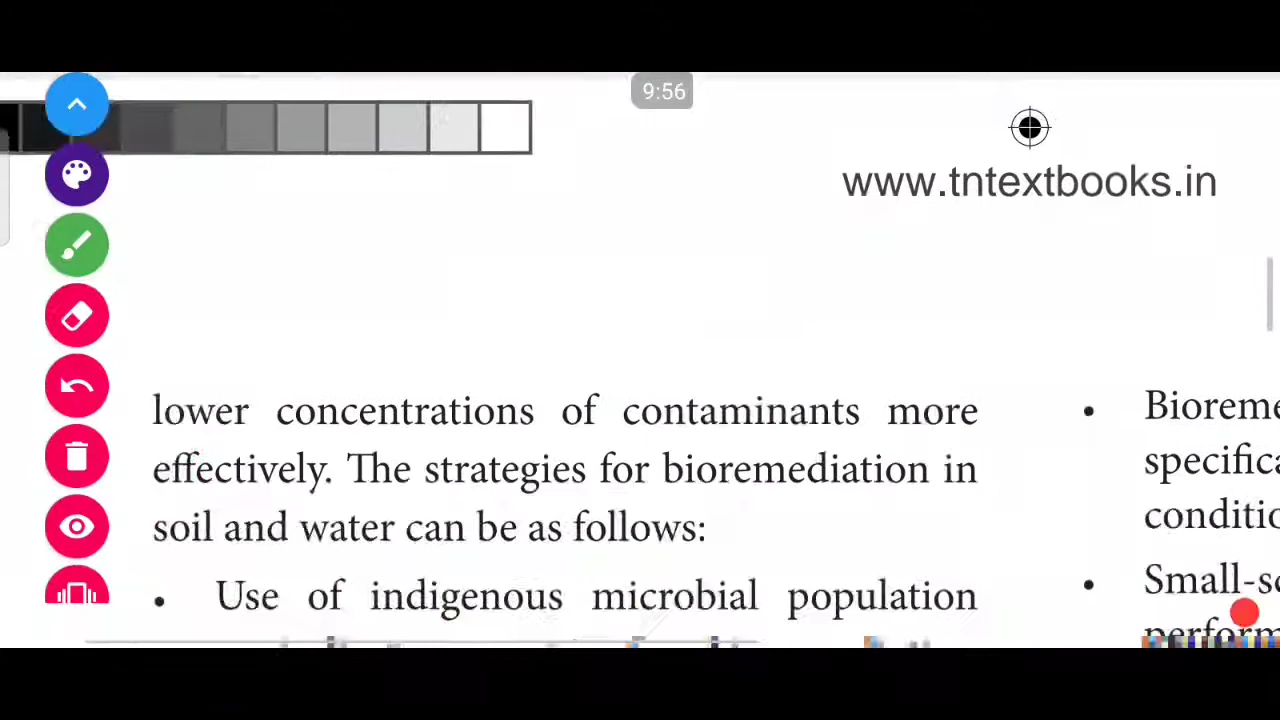 9:56
www.tntextbooks.in
lower concentrations of contaminants more
effectively. The strategies for bioremediation in
soil and water can be as follows:
• Use of indigenous microbial population
•
•